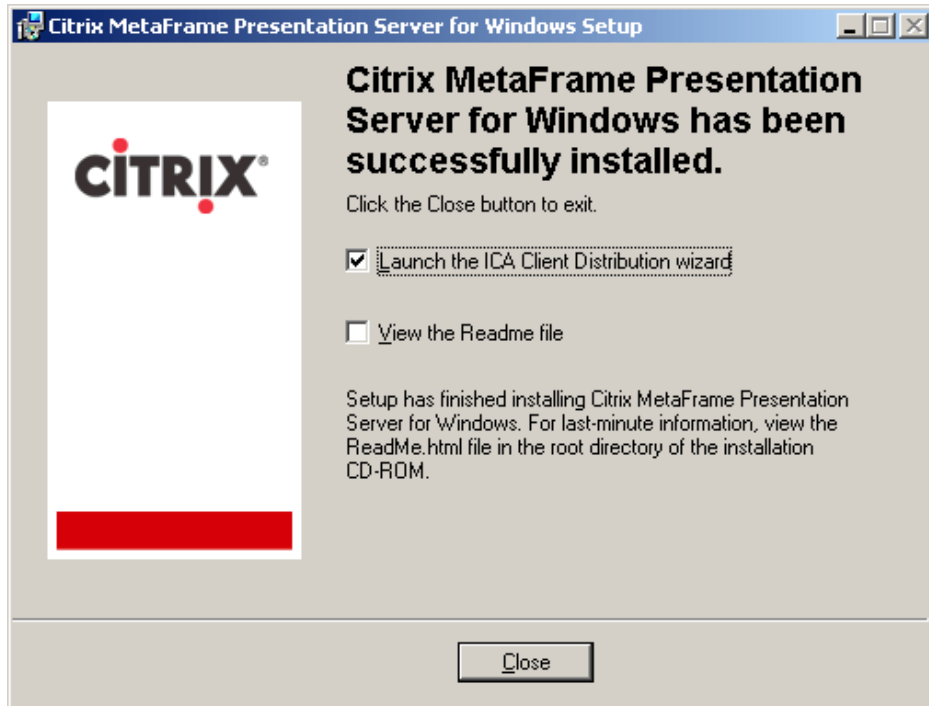 Citrix MetaFrame Presentation Server for Windows Setup
Citrix MetaFrame Presentation
Server for Windows has been
successfully installed.
CITRIX®
Click the Close button to exit.
Launch the ICA Client Distribution wizard
View the Readme file
Setup has finished installing Citrix MetaFrame Presentation
Server for Windows. For last-minute information, view the
ReadMe.html file in the root directory of the installation
CD-ROM.
Close